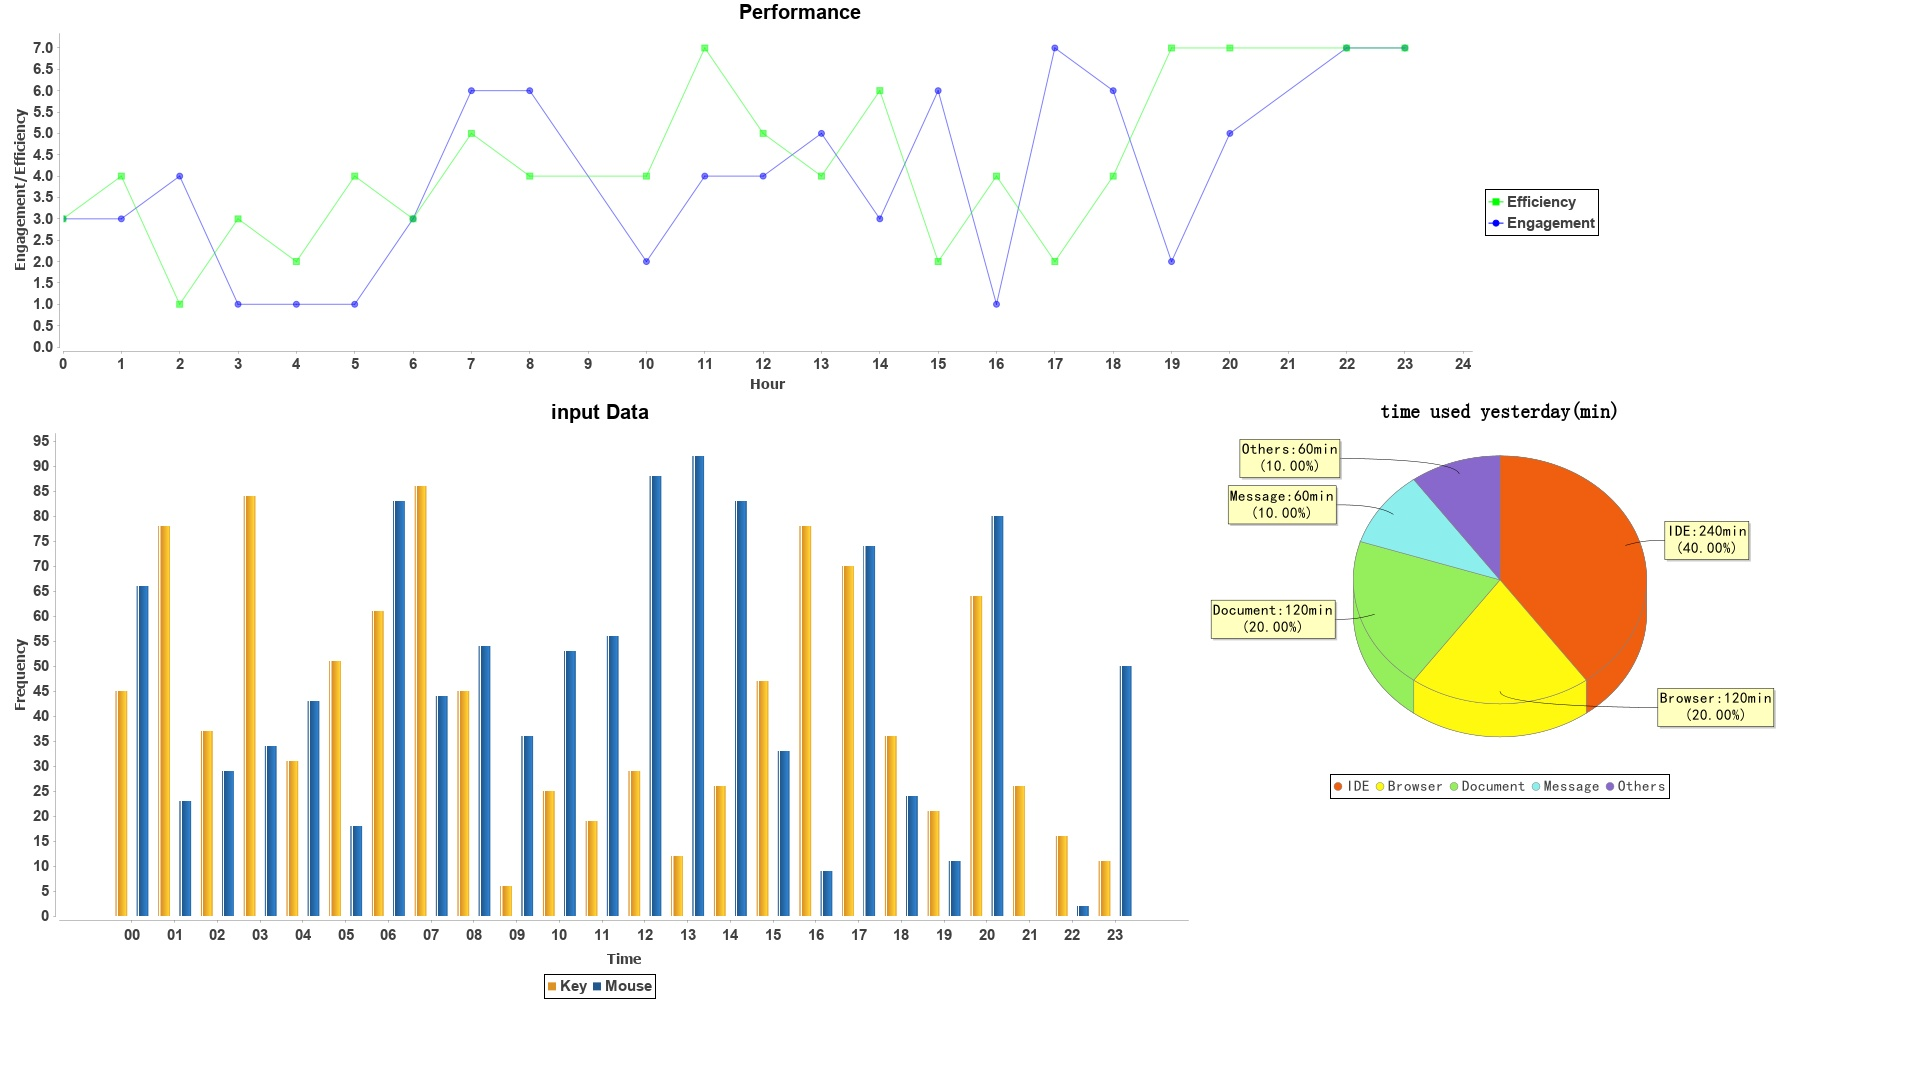 Performance
Engagement/Efficiency
7.0
6.5
6.0
5.5
5.0
4.5
4.0
3.5
3.0
2.5
2.0
1.5
1.0
0.5
0.0
0 1 2 3 4 5 6 7 8 9 10 11 12 13 14 15 16 17 18 19 20 21 22 23 24
Hour
Efficiency
Engagement
input Data
Frequency
95
90
85
80
75
70
65
60
55
50
45
40
35
30
25
20
15
10
5
0
00 01 02 03 04 05 06 07 08 09 10 11 12 13 14 15 16 17 18 19 20 21 22 23
Time
Key Mouse
time used yesterday(min)
Others:60min
(10.00%)
Message:60min
(10.00%)
IDE:240min
(40.00%)
Document:120min
(20.00%)
Browser:120min
(20.00%)
IDE Browser Document Message Others